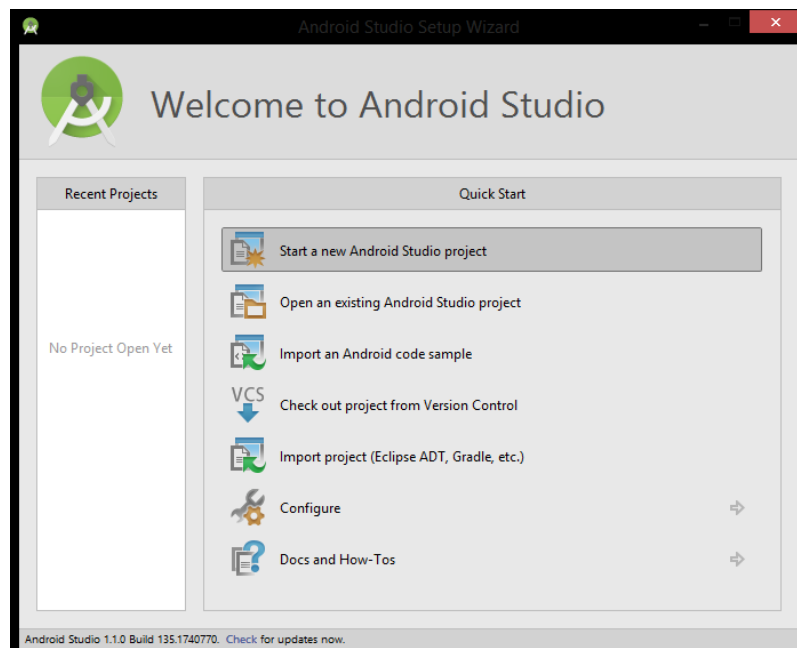 Android Studio Setup Wizard
Welcome to Android Studio
Recent Projects
No Project Open Yet
Quick Start
Start a new Android Studio project
Open an existing Android Studio project
Import an Android code sample
VCS
Check out project from Version Control
Import project (Eclipse ADT, Gradle, etc.)
Configure
Docs and How-Tos
Android Studio 1.1.0 Build 135.1740770. Check for updates now.